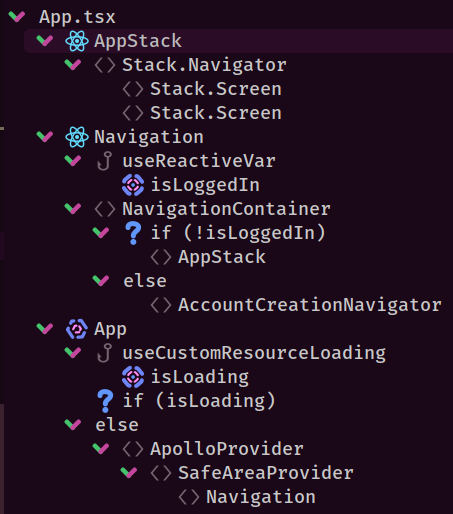 App.tsx
AppStack
Stack.Navigator
Stack.Screen
Stack.Screen
Navigation
useReactiveVar
isLoggedIn
NavigationContainer
if (!isLoggedIn)
AppStack
else
AccountCreationNavigator
App
useCustomResourceLoading
isLoading
if (isLoading)
else
ApolloProvider
SafeAreaProvider
Navigation